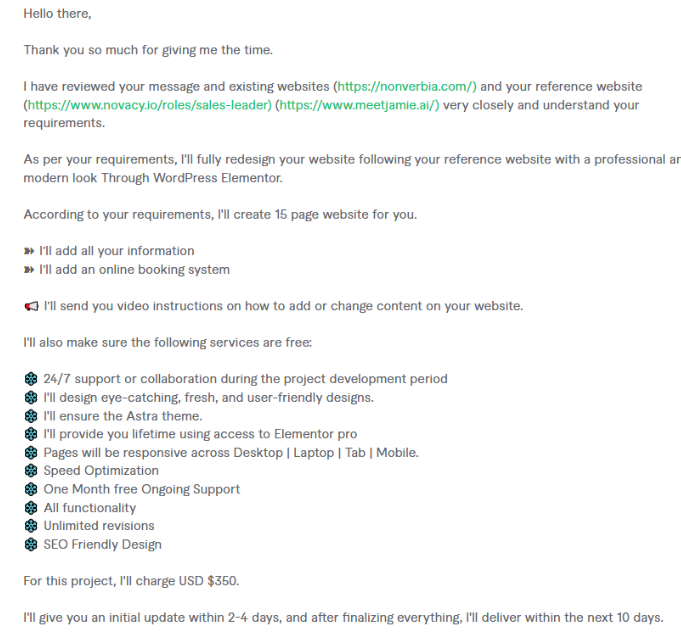 Hello there,
Thank you so much for giving me the time.
I have reviewed your message and existing websites (https://nonverbia.com/) and your reference website
(https://www.novacy.io/roles/sales-leader) (https://www.meetjamie.ai/) very closely and understand your
requirements.
As per your requirements, I'll fully redesign your website following your reference website with a professional
modern look Through WordPress Elementor.
According to your requirements, I'll create 15 page website for you.
➽ I'll add all your information
➽ I'll add an online booking system
📢 I'll send you video instructions on how to add or change content on your website.
I'll also make sure the following services are free:
24/7 support or collaboration during the project development period
I'll design eye-catching, fresh, and user-friendly designs.
I'll ensure the Astra theme.
I'll provide you lifetime using access to Elementor pro
Pages will be responsive across Desktop | Laptop | Tab | Mobile.
Speed Optimization
One Month free Ongoing Support
All functionality
Unlimited revisions
SEO Friendly Design
For this project, I'll charge USD $350.
I'll give you an initial update within 2-4 days, and after finalizing everything, I'll deliver within the next 10 days.